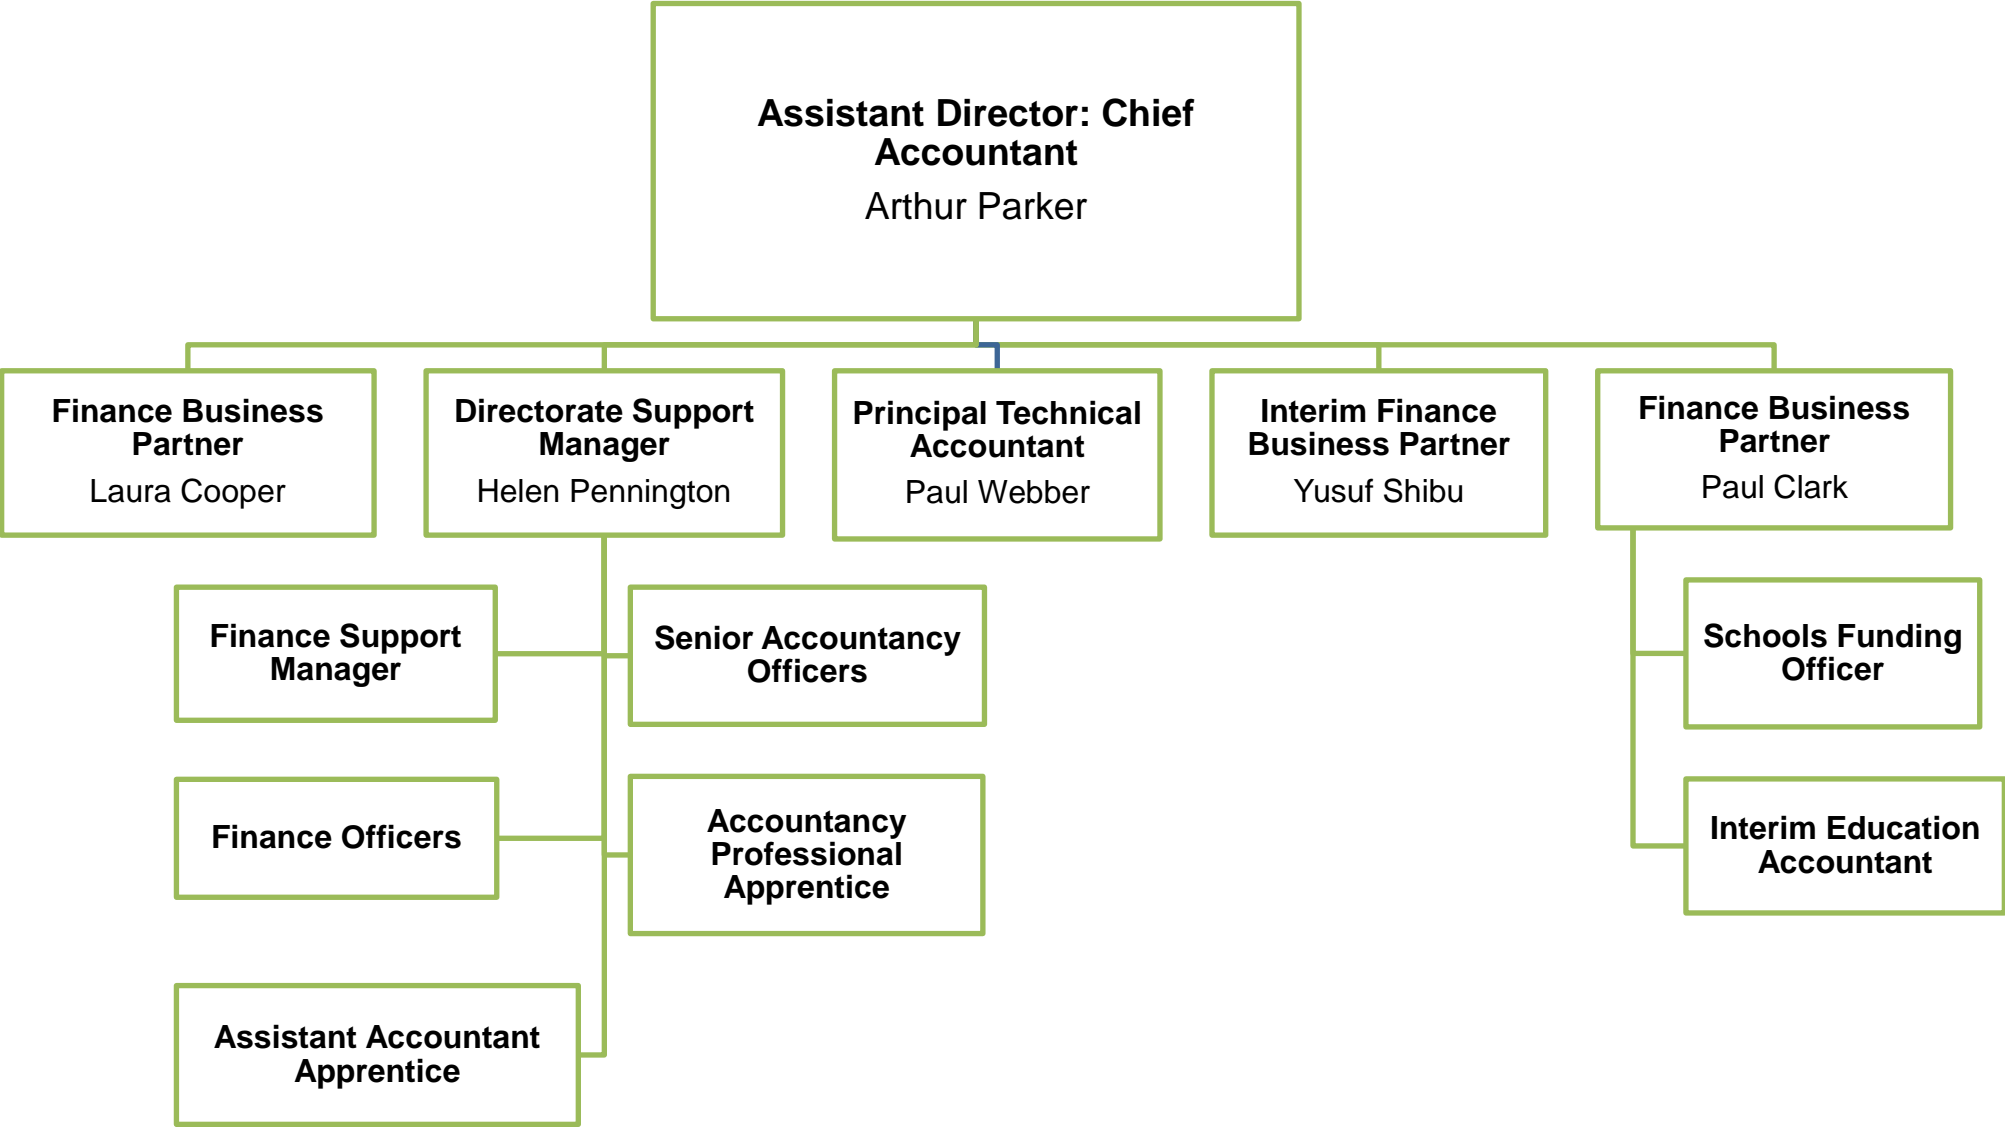 Assistant Director: Chief
Accountant
Arthur Parker
Finance Business
Partner
Laura Cooper
Directorate Support
Manager
Helen Pennington
Principal Technical
Accountant
Paul Webber
Interim Finance
Business Partner
Yusuf Shibu
Finance Business
Partner
Paul Clark
Finance Support
Manager
Senior Accountancy
Officers
Schools Funding
Officer
Finance Officers
Accountancy
Professional
Apprentice
Interim Education
Accountant
Assistant Accountant
Apprentice